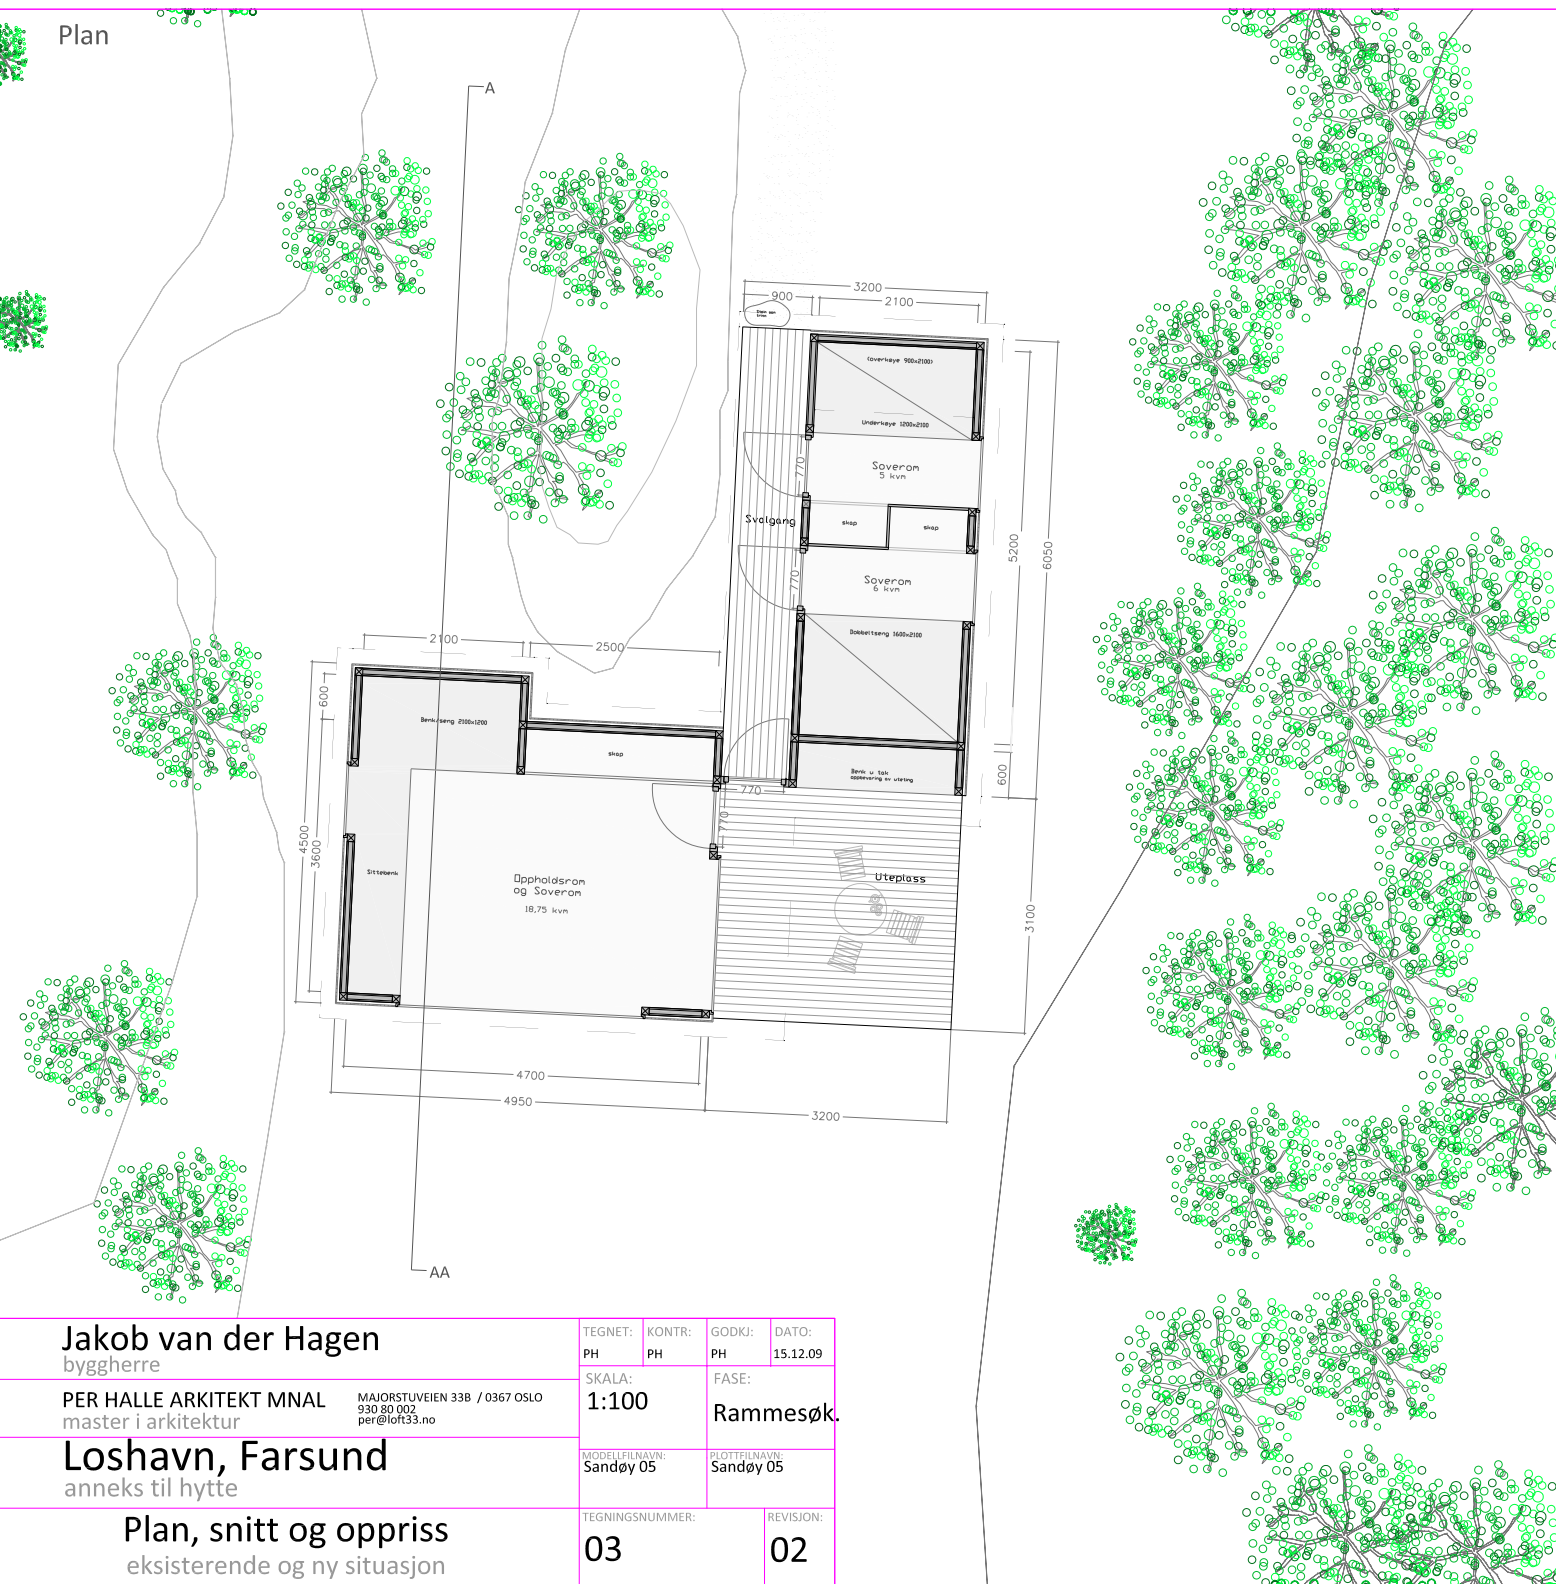 Plan
A
3200
900
2100
(overkøye 900x2100)
Underkøye 1200x2100
770
Soverom
5 kvm
Svalgang
skap
skap
5200
6050
770
Soverom
6 kvm
Dobbeltseng 1600x2100
2100
2500
600
Benk/seng 2100x1200
skap
Benk u tak
oppbevaring av uteting
600
770
770
4500
3600
Sittebenk
Oppholdsrom
og Soverom
18,75 kvm
Uteplass
3100
4700
4950
3200
AA
Jakob van der Hagen
byggherre
PER HALLE ARKITEKT MNAL
master i arkitektur
MAJORSTUVEIEN 33B / 0367 OSLO
930 80 002
per@loft33.no
Loshavn, Farsund
anneks til hytte
Plan, snitt og oppriss
eksisterende og ny situasjon
TEGNET: KONTR: GODKJ: DATO:
PH PH PH 15.12.09
SKALA: FASE:
1:100 Rammesøk.
MODELLFILNAVN: PLOTTFILNAVN:
Sandøy 05 Sandøy 05
TEGNINGSNUMMER: REVISJON:
03 02